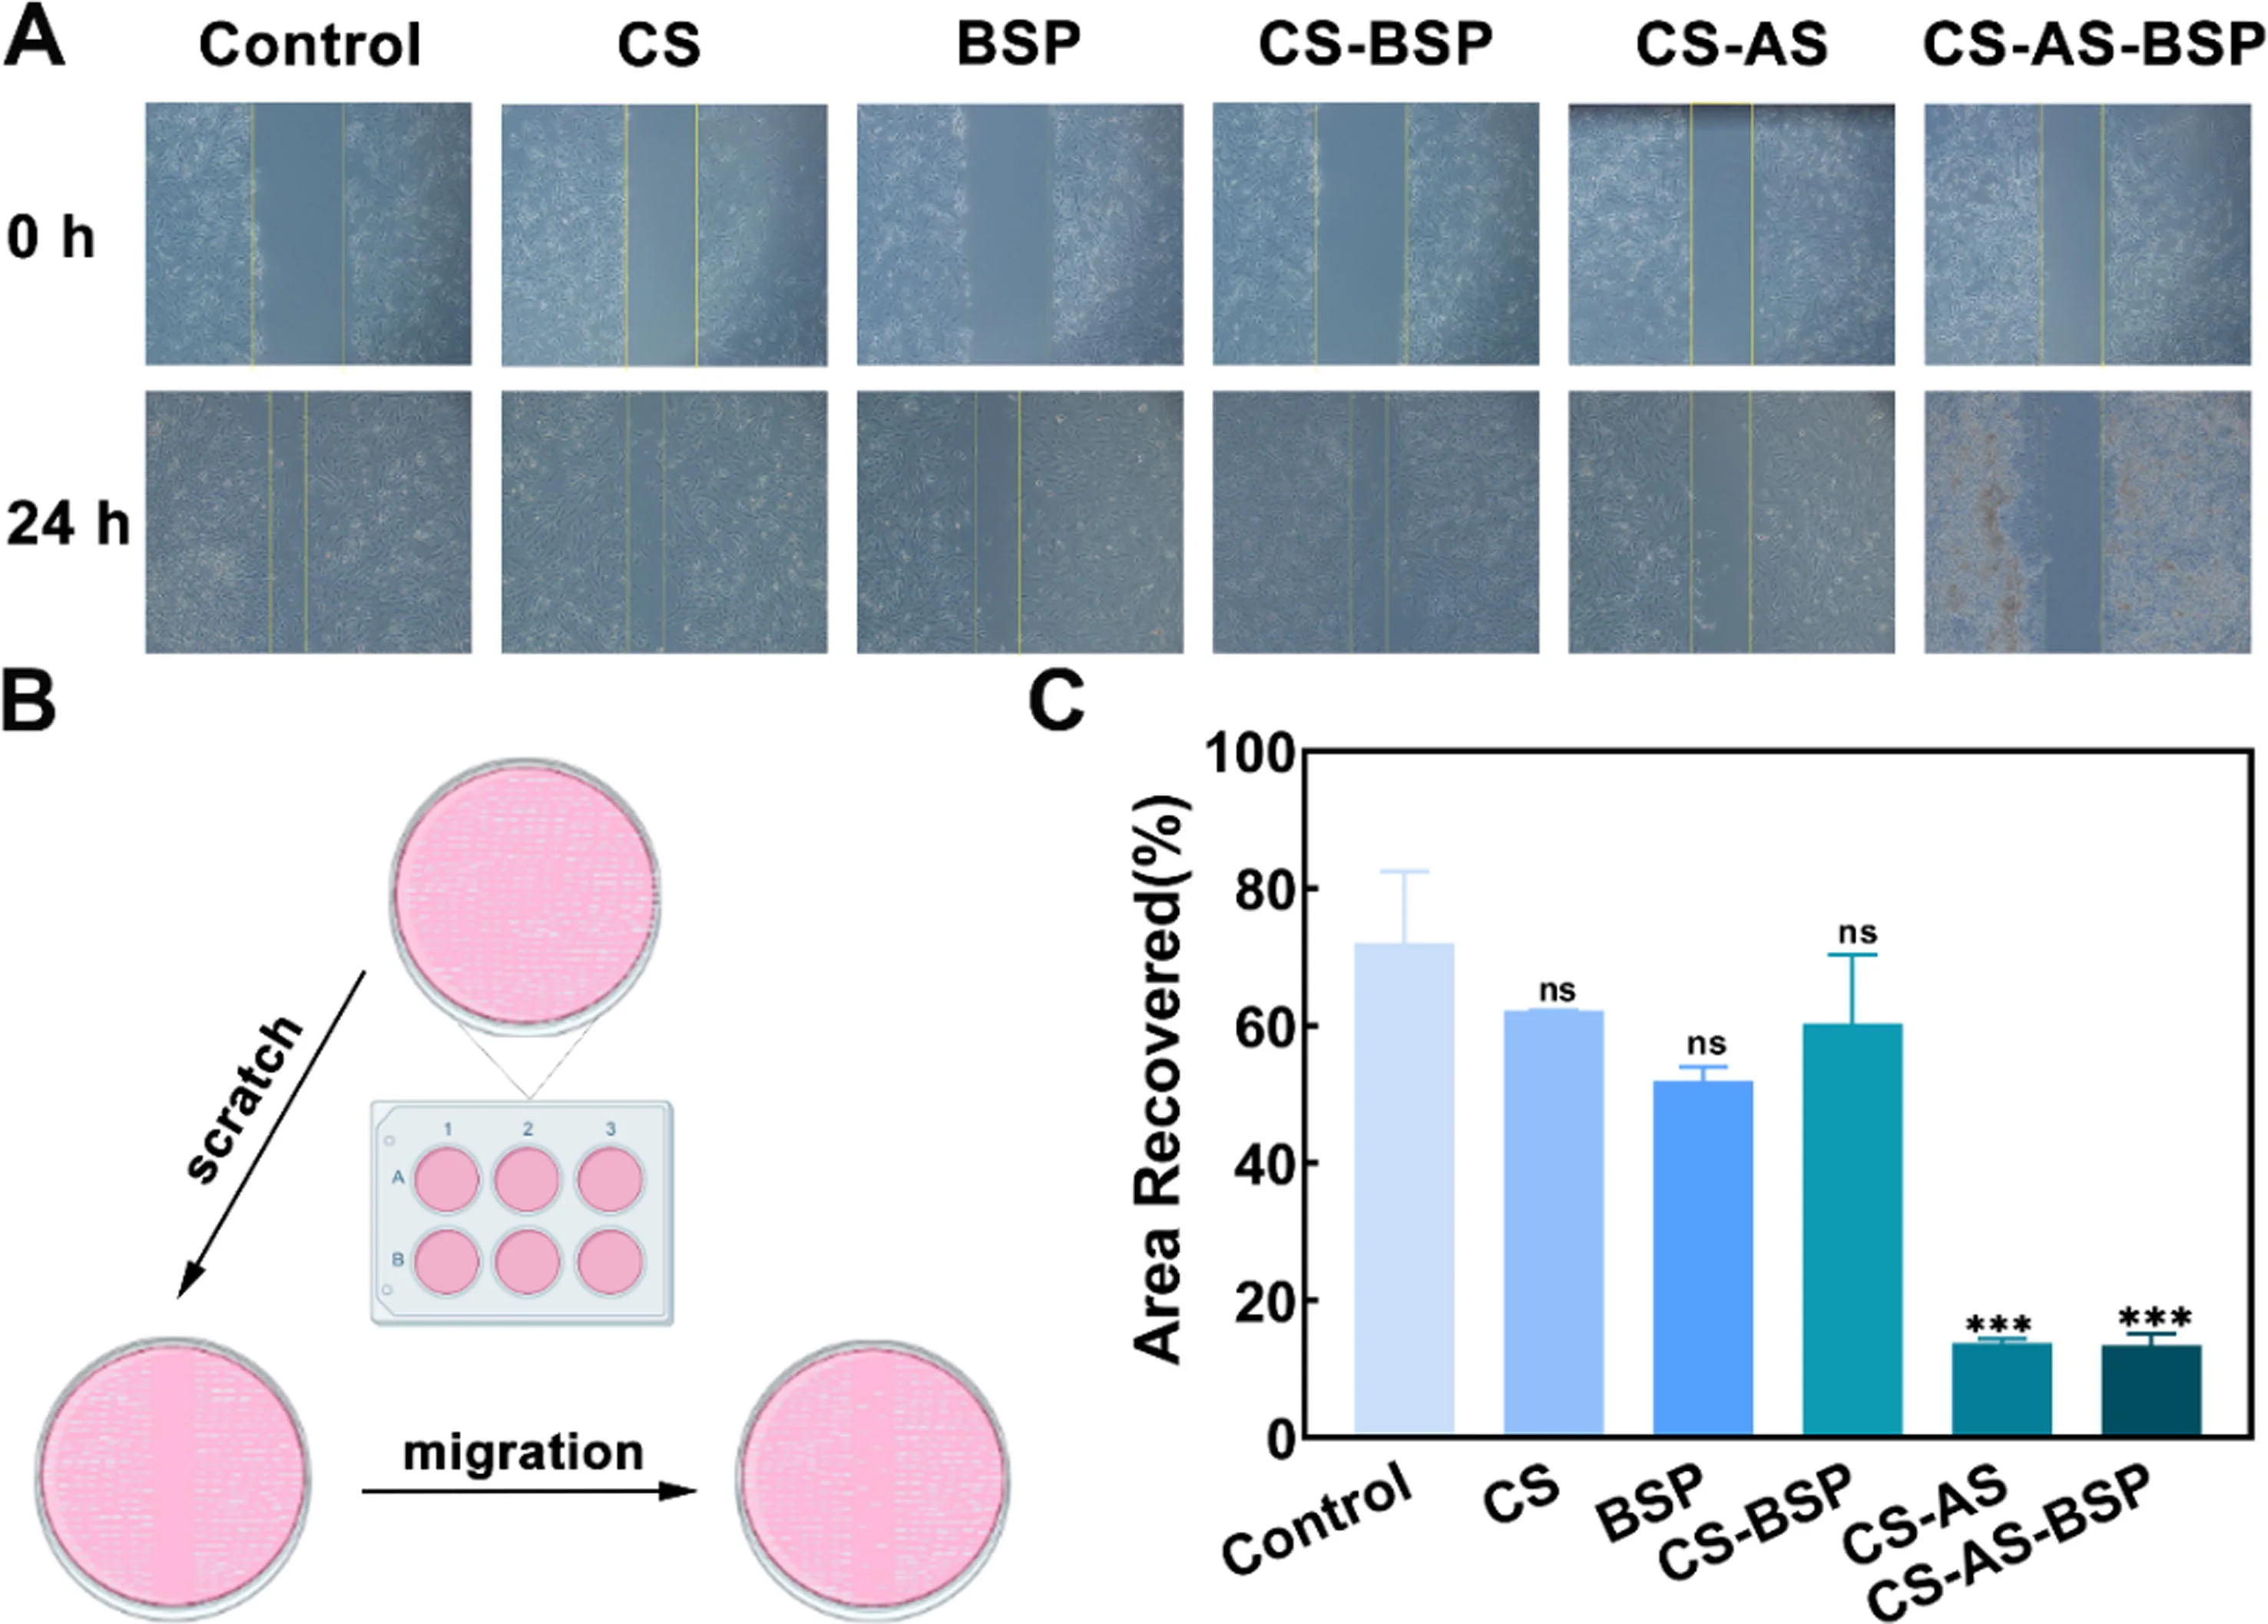 A
Control CS BSP CS-BSP CS-AS CS-AS-BSP
0 h
24 h
B
scratch
1 2 3
A
B
migration
C
Area Recovered(%)
100
80
60
40
20
0
ns
ns
ns
***
***
Control
CS
BSP
CS-BSP
CS-AS
CS-AS-BSP